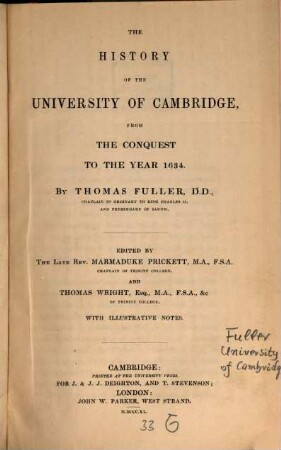 THE
HISTORY
OF THE
UNIVERSITY OF CAMBRIDGE,
FROM
THE CONQUEST
TO THE YEAR 1634.
BY THOMAS FULLER, D.D.,
CHAPLAIN IN ORDINARY TO KING CHARLES II.
AND PREBENDARY OF SARUM.
EDITED BY
THE LATE REV. MARMADUKE PRICKETT, M.A., F.S.A.
CHAPLAIN OF TRINITY COLLEGE.
AND
THOMAS WRIGHT, ESQ., M.A., F.S.A., &c
OF TRINITY COLLEGE.
WITH ILLUSTRATIVE NOTES.
Fuller
University
of Cambridg
CAMBRIDGE:
PRINTED AT THE UNIVERSITY PRESS,
FOR J. & J. J. DEIGHTON, AND T. STEVENSON;
LONDON:
JOHN W. PARKER, WEST STRAND.
M.DCCC.XL.
33